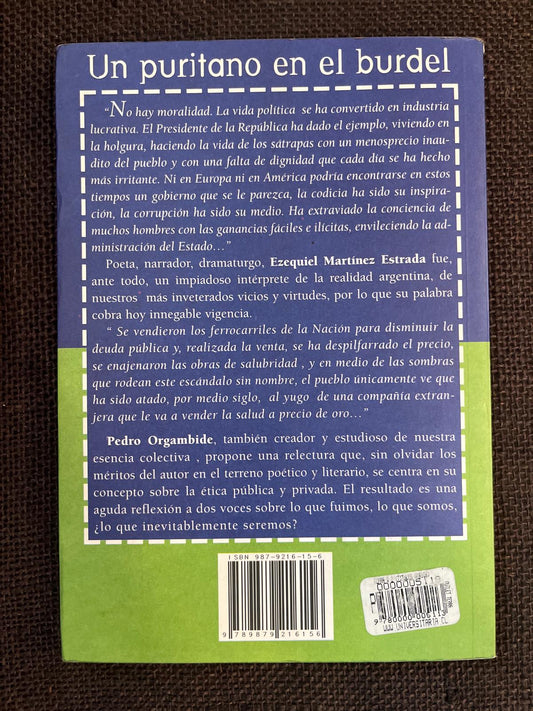 Un puritano en el burdel
"No hay moralidad. La vida política se ha convertido en industria
lucrativa. El Presidente de la República ha dado el ejemplo, viviendo en
la holgura, haciendo la vida de los sátrapas con un menosprecio inau-
dito del pueblo y con una falta de dignidad que cada día se ha hecho
más irritante. Ni en Europa ni en América podría encontrarse en estos
tiempos un gobierno que se le parezca, la codicia ha sido su inspira-
ción, la corrupción ha sido su medio. Ha extraviado la conciencia de
muchos hombres con las ganancias fáciles e ilícitas, envileciendo la ad-
ministración del Estado..."
Poeta, narrador, dramaturgo, Ezequiel Martínez Estrada fue,
ante todo, un impiadoso intérprete de la realidad argentina, de
nuestros más inveterados vicios y virtudes, por lo que su palabra
cobra hoy innegable vigencia.
" Se vendieron los ferrocarriles de la Nación para disminuir la
deuda pública y, realizada la venta, se ha despilfarrado el precio,
se enajenaron las obras de salubridad , y en medio de las sombras
que rodean este escándalo sin nombre, el pueblo únicamente ve que
ha sido atado, por medio siglo, al yugo de una compañía extran-
jera que le va a vender la salud a precio de oro..."
Pedro Orgambide, también creador y estudioso de nuestra
esencia colectiva , propone una relectura que, sin olvidar los
méritos del autor en el terreno poético y literario, se centra en su
concepto sobre la ética pública y privada. El resultado es una
aguda reflexión a dos voces sobre lo que fuimos, lo que somos,
¿lo que inevitablemente seremos?
ISBN 987-9216-15-6
9 789879 216156
WWW.UNIVERSITARIA.CL